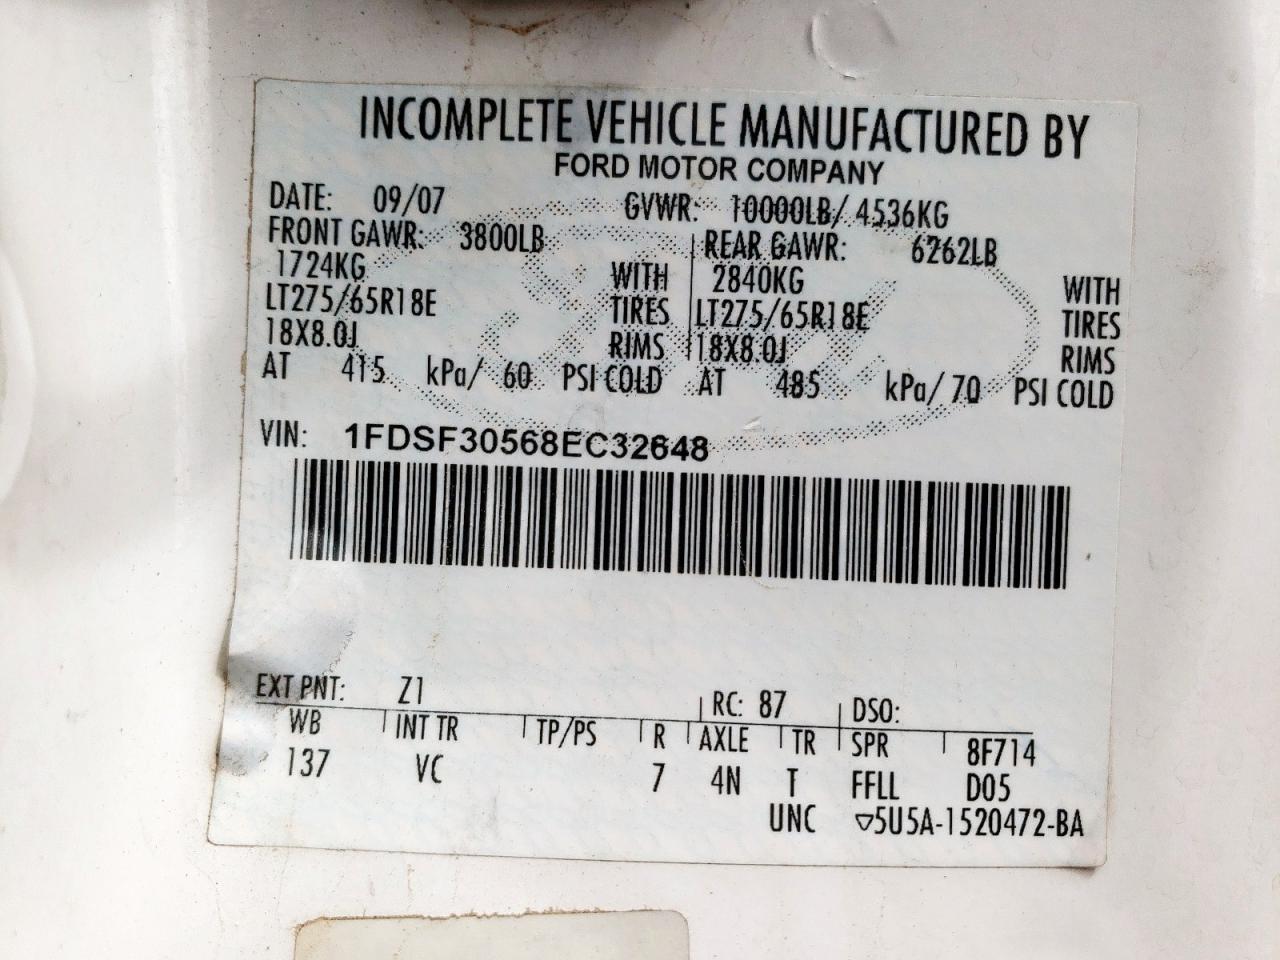 INCOMPLETE VEHICLE MANUFACTURED BY
FORD MOTOR COMPANY
DATE: 09/07 GVWR: 10000LB/ 4536KG
FRONT GAWR: 3800LB REAR GAWR: 6262LB
1724KG WITH 2840KG WITH
LT275/65R18E TIRES LT275/65R18E TIRES
18X8.0J RIMS 18X8.0J RIMS
AT 415 kPa/ 60 PSI COLD AT 485 kPa/ 70 PSI COLD
VIN: 1FDSF30568EC32648
EXT PNT: Z1 RC: 87 DSO:
WB INT TR TP/PS R AXLE TR SPR 8F714
137 VC 7 4N T FFLL D05
UNC ▽5U5A-1520472-BA